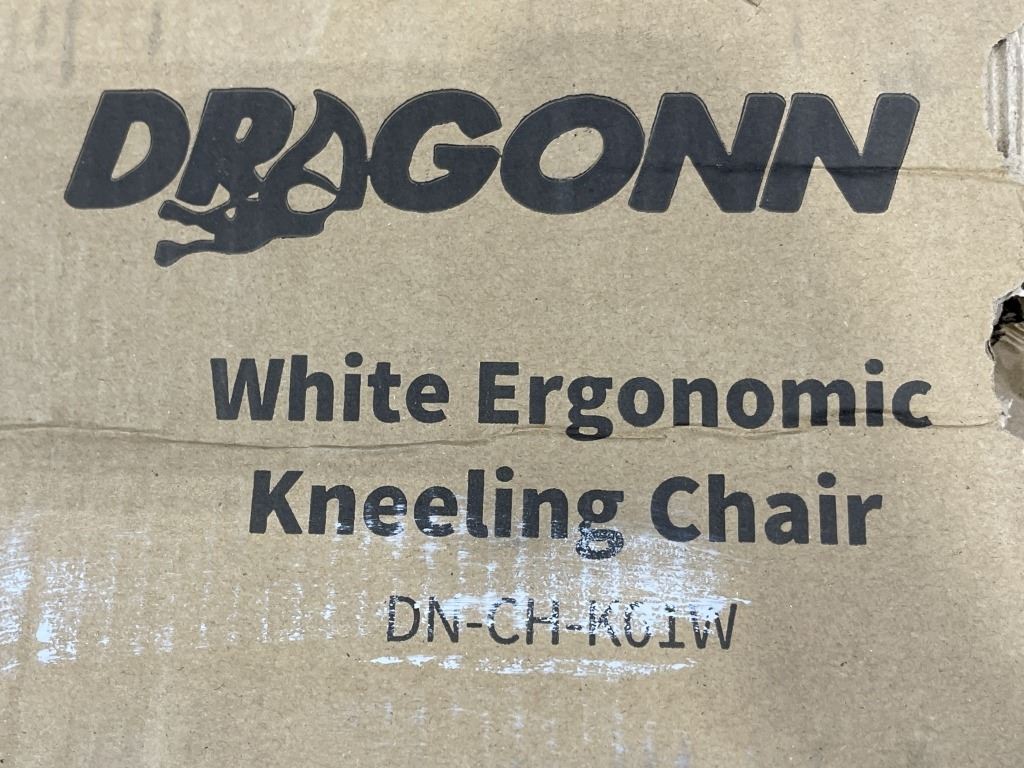 DRAGONN
White Ergonomic
Kneeling Chair
DN-CH-K01W